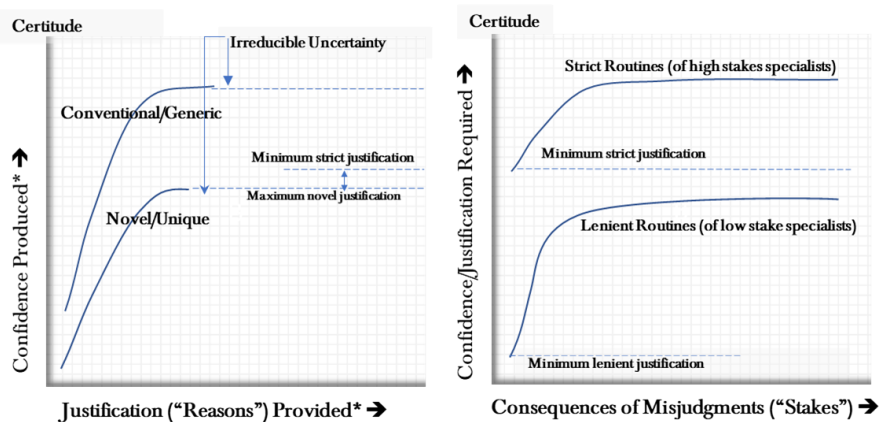 Certitude
Irreducible Uncertainty
Conventional/Generic
Minimum strict justification
Maximum novel justification
Novel/Unique
Confidence Produced* ➔
Justification (“Reasons”) Provided* ➔
Certitude
Strict Routines (of high stakes specialists)
Minimum strict justification
Lenient Routines (of low stake specialists)
Minimum lenient justification
Confidence/Justification Required ➔
Consequences of Misjudgments (“Stakes”) ➔